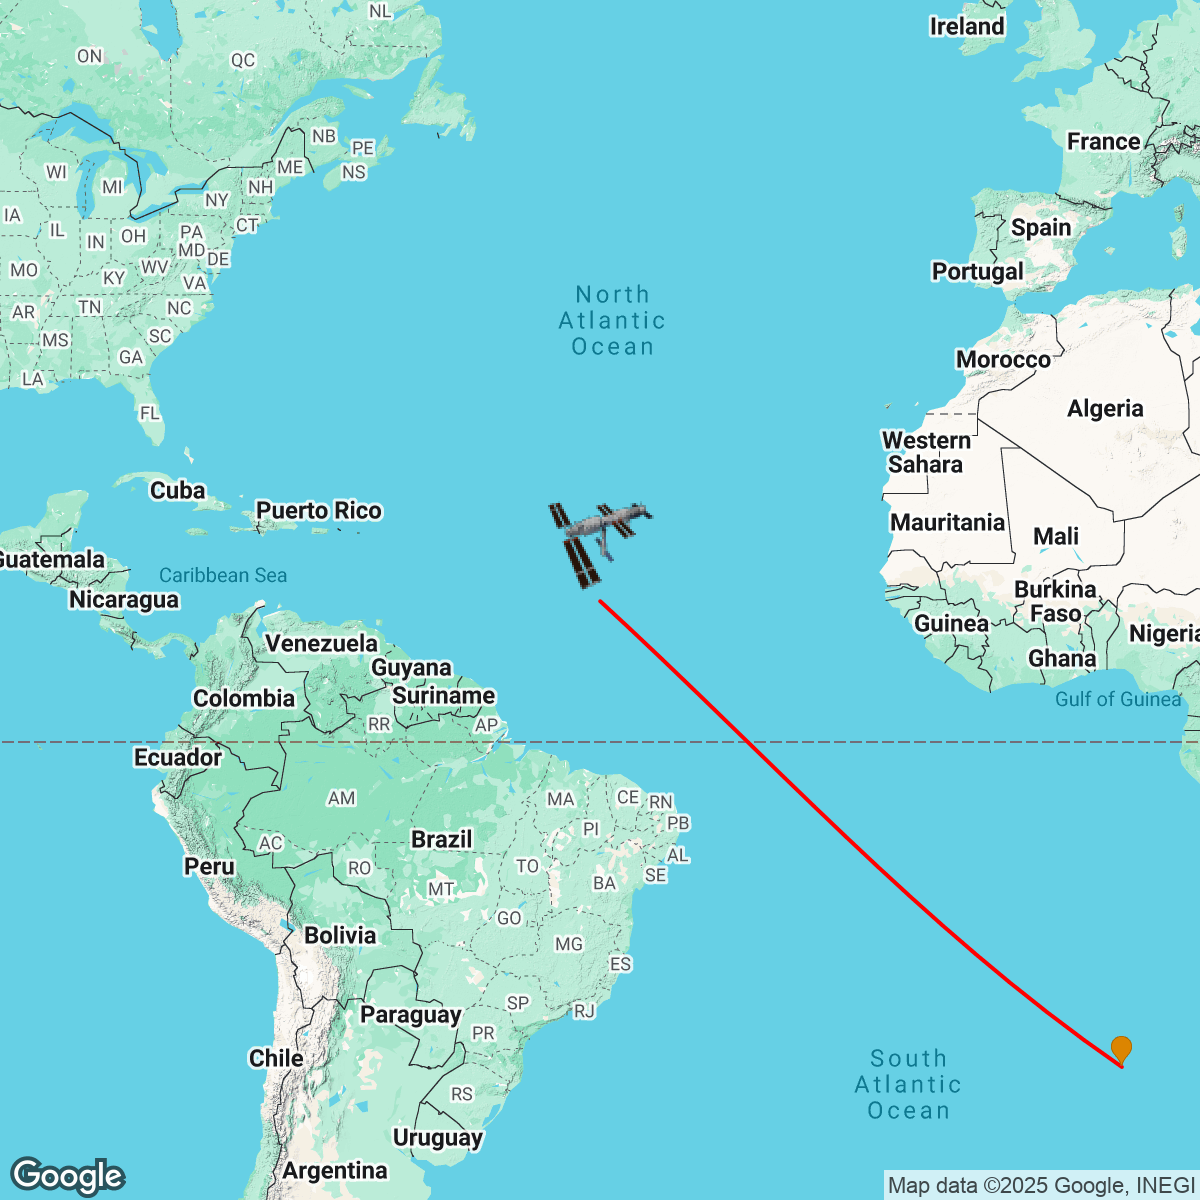 NL
Ireland
ON
QC
France
NB
PE
ME
NS
WI
MI
NH
NY
IA
IL
IN
OH
PA
CT
MD
DE
Spain
MO
KY
WV
VA
Portugal
AR
TN
NC
North
Atlantic
Ocean
MS
SC
GA
Morocco
LA
FL
Algeria
Western
Sahara
Cuba
Puerto Rico
Mauritania
Mali
Guatemala
Caribbean Sea
Nicaragua
Burkina
Faso
Guinea
Nigeria
Venezuela
Ghana
Guyana
Suriname
Colombia
Gulf of Guinea
RR
AP
Ecuador
AM
MA
CE
RN
PB
PI
Brazil
AC
AL
Peru
RO
TO
SE
MT
BA
GO
Bolivia
MG
ES
SP
RJ
Paraguay
PR
Chile
South
Atlantic
Ocean
RS
Uruguay
Argentina
Google
Map data ©2025 Google, INEGI